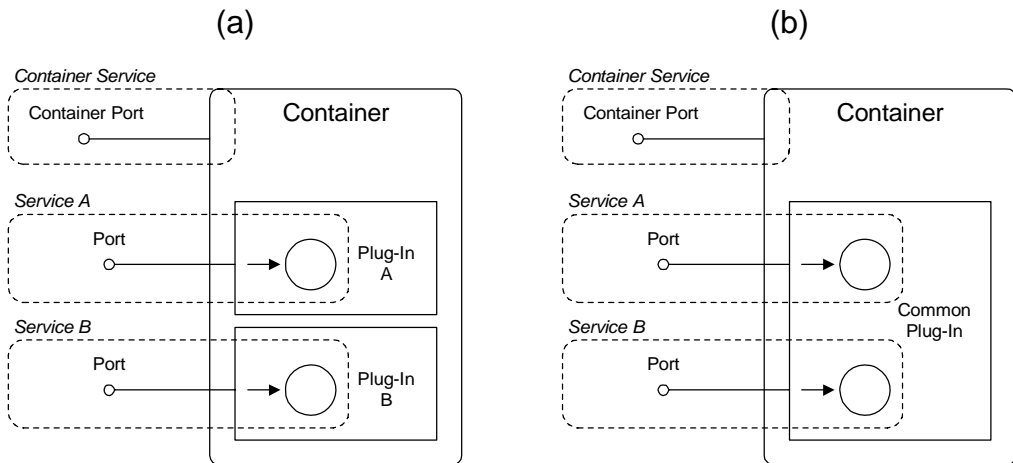 (a)
Container Service
Container Port
Container
Service A
Port
Plug-In
A
Service B
Port
Plug-In
B
(b)
Container Service
Container Port
Container
Service A
Port
Service B
Port
Common
Plug-In